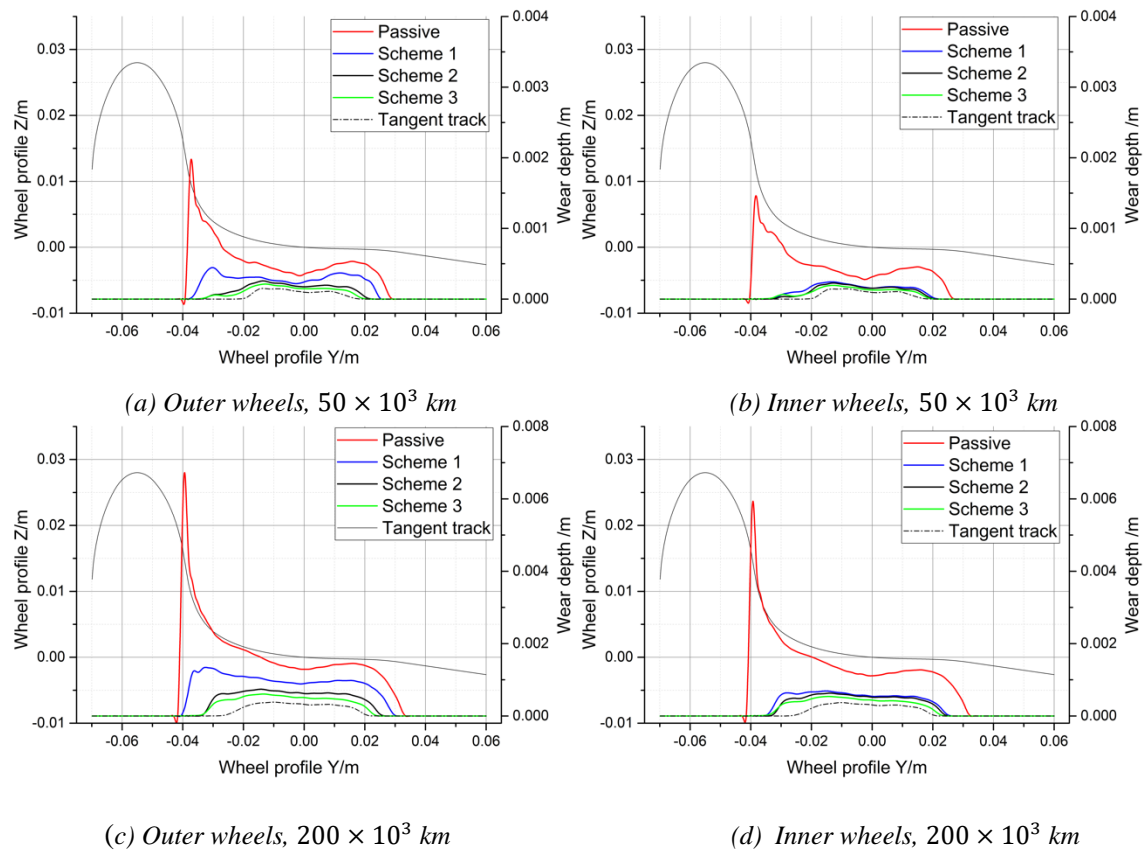 Passive
Scheme 1
Scheme 2
Scheme 3
Tangent track
0.03
0.02
0.01
0.00
-0.01
Wheel profile Z/m
0.004
0.003
0.002
0.001
0.000
Wear depth /m
-0.06 -0.04 -0.02 0.00 0.02 0.04 0.06
Wheel profile Y/m
(a) Outer wheels, 50 × 10³ km
Passive
Scheme 1
Scheme 2
Scheme 3
Tangent track
0.03
0.02
0.01
0.00
-0.01
Wheel profile Z/m
0.004
0.003
0.002
0.001
0.000
Wear depth /m
-0.06 -0.04 -0.02 0.00 0.02 0.04 0.06
Wheel profile Y/m
(b) Inner wheels, 50 × 10³ km
Passive
Scheme 1
Scheme 2
Scheme 3
Tangent track
0.03
0.02
0.01
0.00
-0.01
Wheel profile Z/m
0.008
0.006
0.004
0.002
0.000
Wear depth /m
-0.06 -0.04 -0.02 0.00 0.02 0.04 0.06
Wheel profile Y/m
(c) Outer wheels, 200 × 10³ km
Passive
Scheme 1
Scheme 2
Scheme 3
Tangent track
0.03
0.02
0.01
0.00
-0.01
Wheel profile Z/m
0.008
0.006
0.004
0.002
0.000
Wear depth /m
-0.06 -0.04 -0.02 0.00 0.02 0.04 0.06
Wheel profile Y/m
(d) Inner wheels, 200 × 10³ km